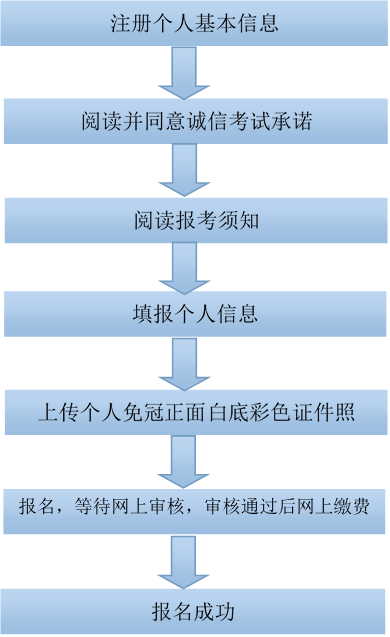 注册个人基本信息
阅读并同意诚信考试承诺
阅读报考须知
填报个人信息
上传个人免冠正面白底彩色证件照
报名，等待网上审核，审核通过后网上缴费
报名成功